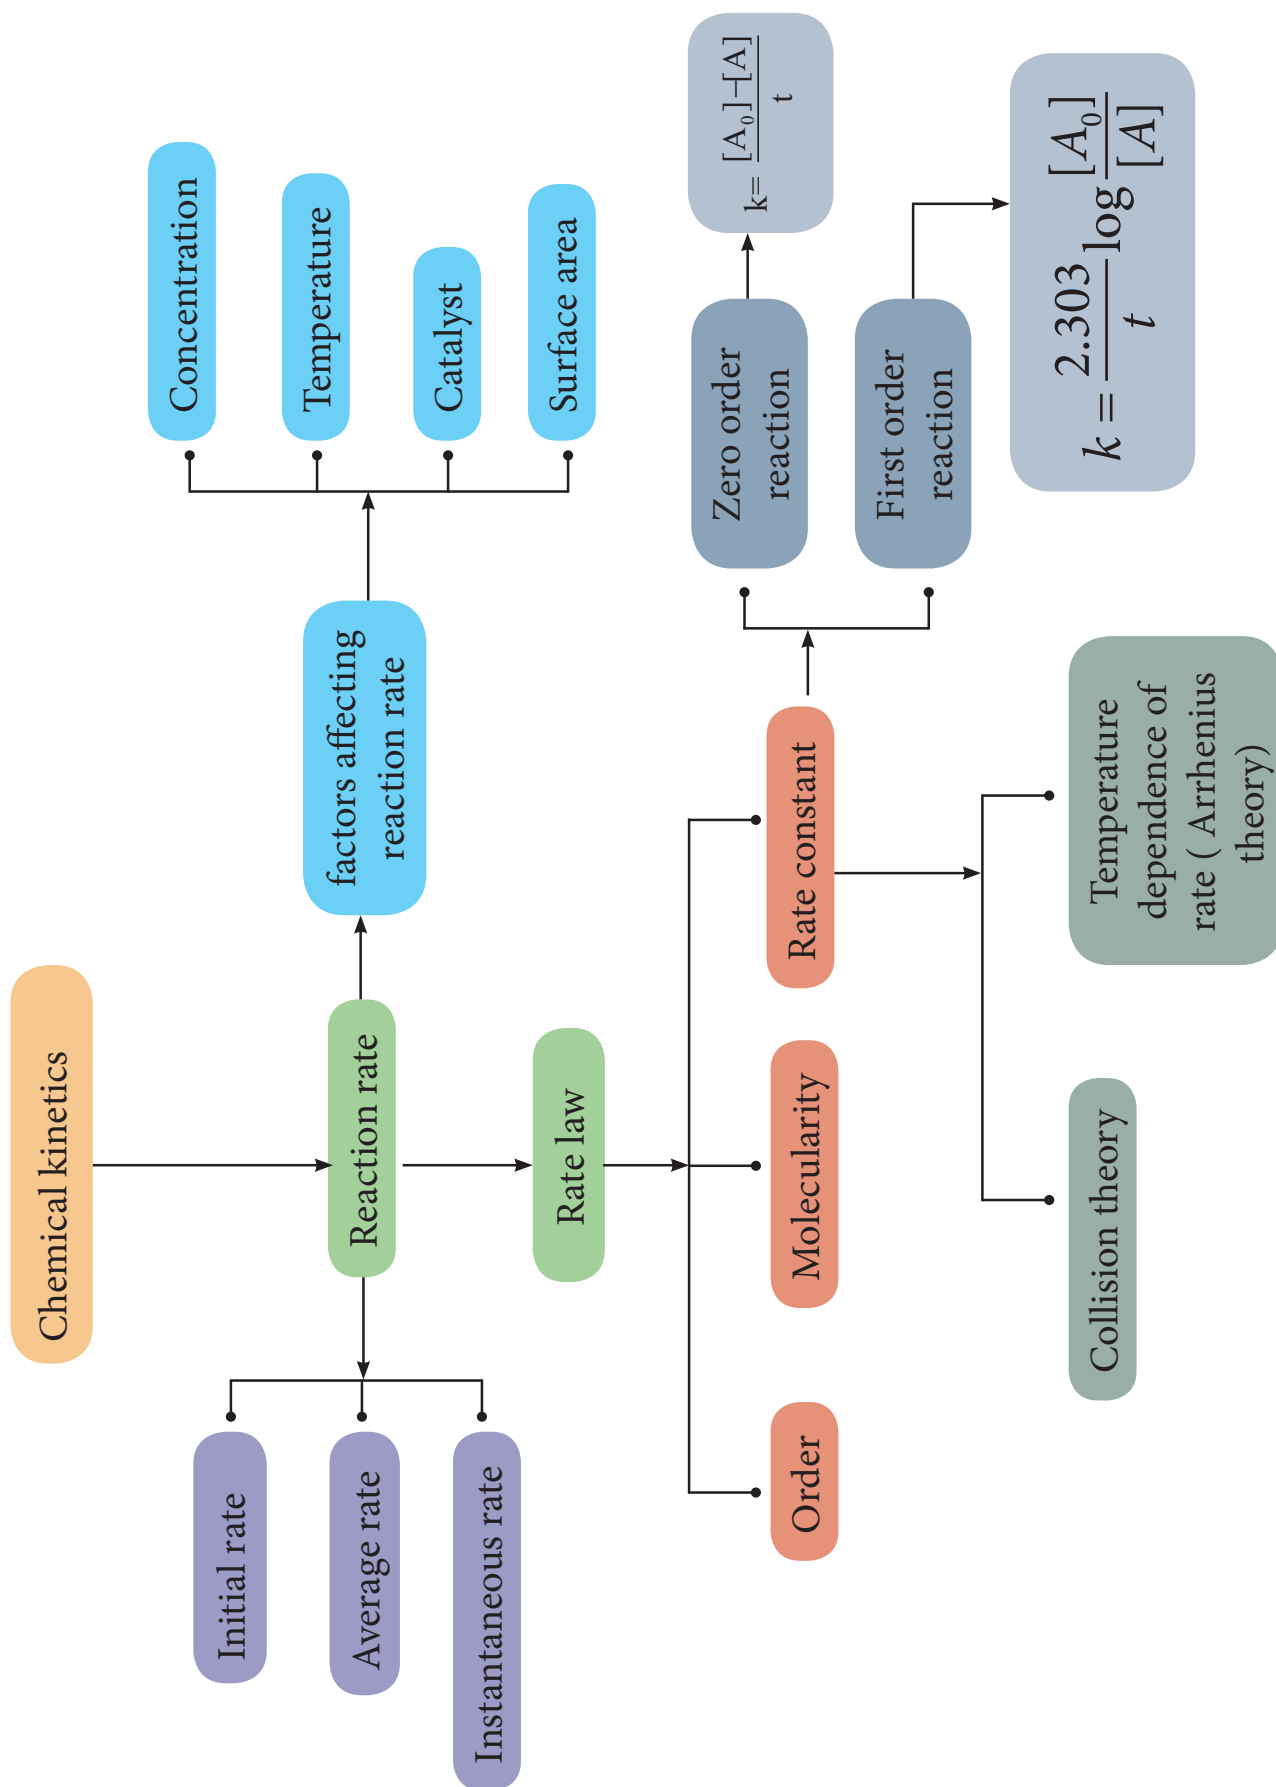 Chemical kinetics
Initial rate
Average rate
Instantaneous rate
Reaction rate
factors affecting
reaction rate
Concentration
Temperature
Catalyst
Surface area
Rate law
Order
Molecularity
Rate constant
Zero order
reaction
k= [A₀]-[A] / t
First order
reaction
k = 2.303 / t log [A₀] / [A]
Collision theory
Temperature
dependence of
rate ( Arrhenius
theory)